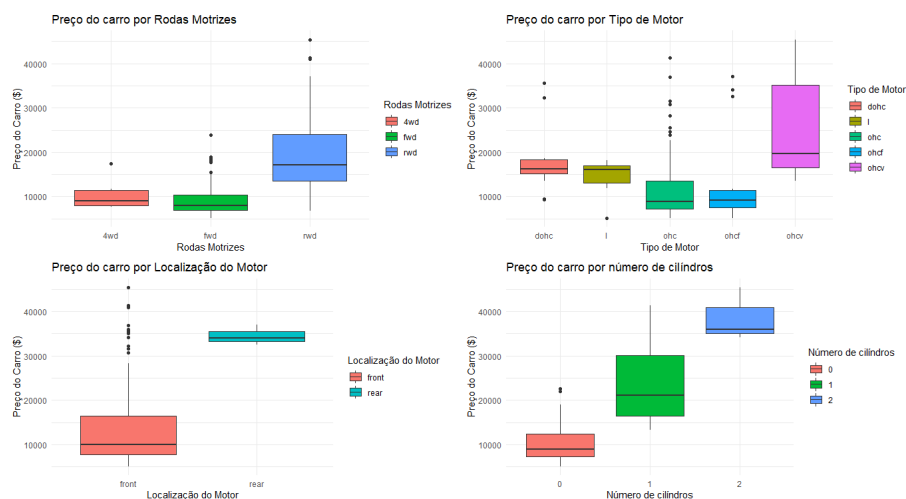 Preço do carro por Rodas Motrizes
Preço do Carro ($)
40000
30000
20000
10000
4wd
fwd
rwd
Rodas Motrizes
Rodas Motrizes
4wd
fwd
rwd
Preço do carro por Tipo de Motor
Preço do Carro ($)
40000
30000
20000
10000
dohc
l
ohc
ohcf
ohcv
Tipo de Motor
Tipo de Motor
dohc
l
ohc
ohcf
ohcv
Preço do carro por Localização do Motor
Preço do Carro ($)
40000
30000
20000
10000
front
rear
Localização do Motor
Localização do Motor
front
rear
Preço do carro por número de cilíndros
Preço do Carro ($)
40000
30000
20000
10000
0
1
2
Número de cilíndros
Número de cilíndros
0
1
2